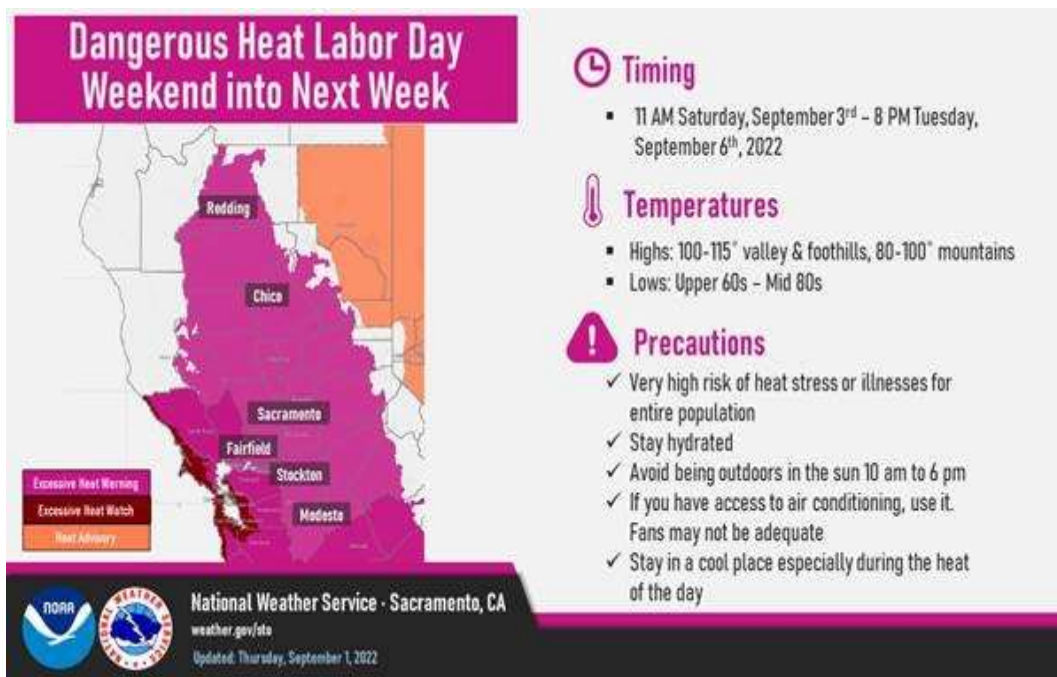 Dangerous Heat Labor Day
Weekend into Next Week
Redding
Chico
Sacramento
Fairfield
Stockton
Modesto
Excessive Heat Warning
Excessive Heat Watch
Heat Advisory
Timing
▪ 11 AM Saturday, September 3rd – 8 PM Tuesday,
September 6th, 2022
Temperatures
▪ Highs: 100-115° valley & foothills, 80-100° mountains
▪ Lows: Upper 60s – Mid 80s
Precautions
✓ Very high risk of heat stress or illnesses for
entire population
✓ Stay hydrated
✓ Avoid being outdoors in the sun 10 am to 6 pm
✓ If you have access to air conditioning, use it.
Fans may not be adequate
✓ Stay in a cool place especially during the heat
of the day
NOAA
NATIONAL WEATHER SERVICE
National Weather Service - Sacramento, CA
weather.gov/sto
Updated: Thursday, September 1, 2022